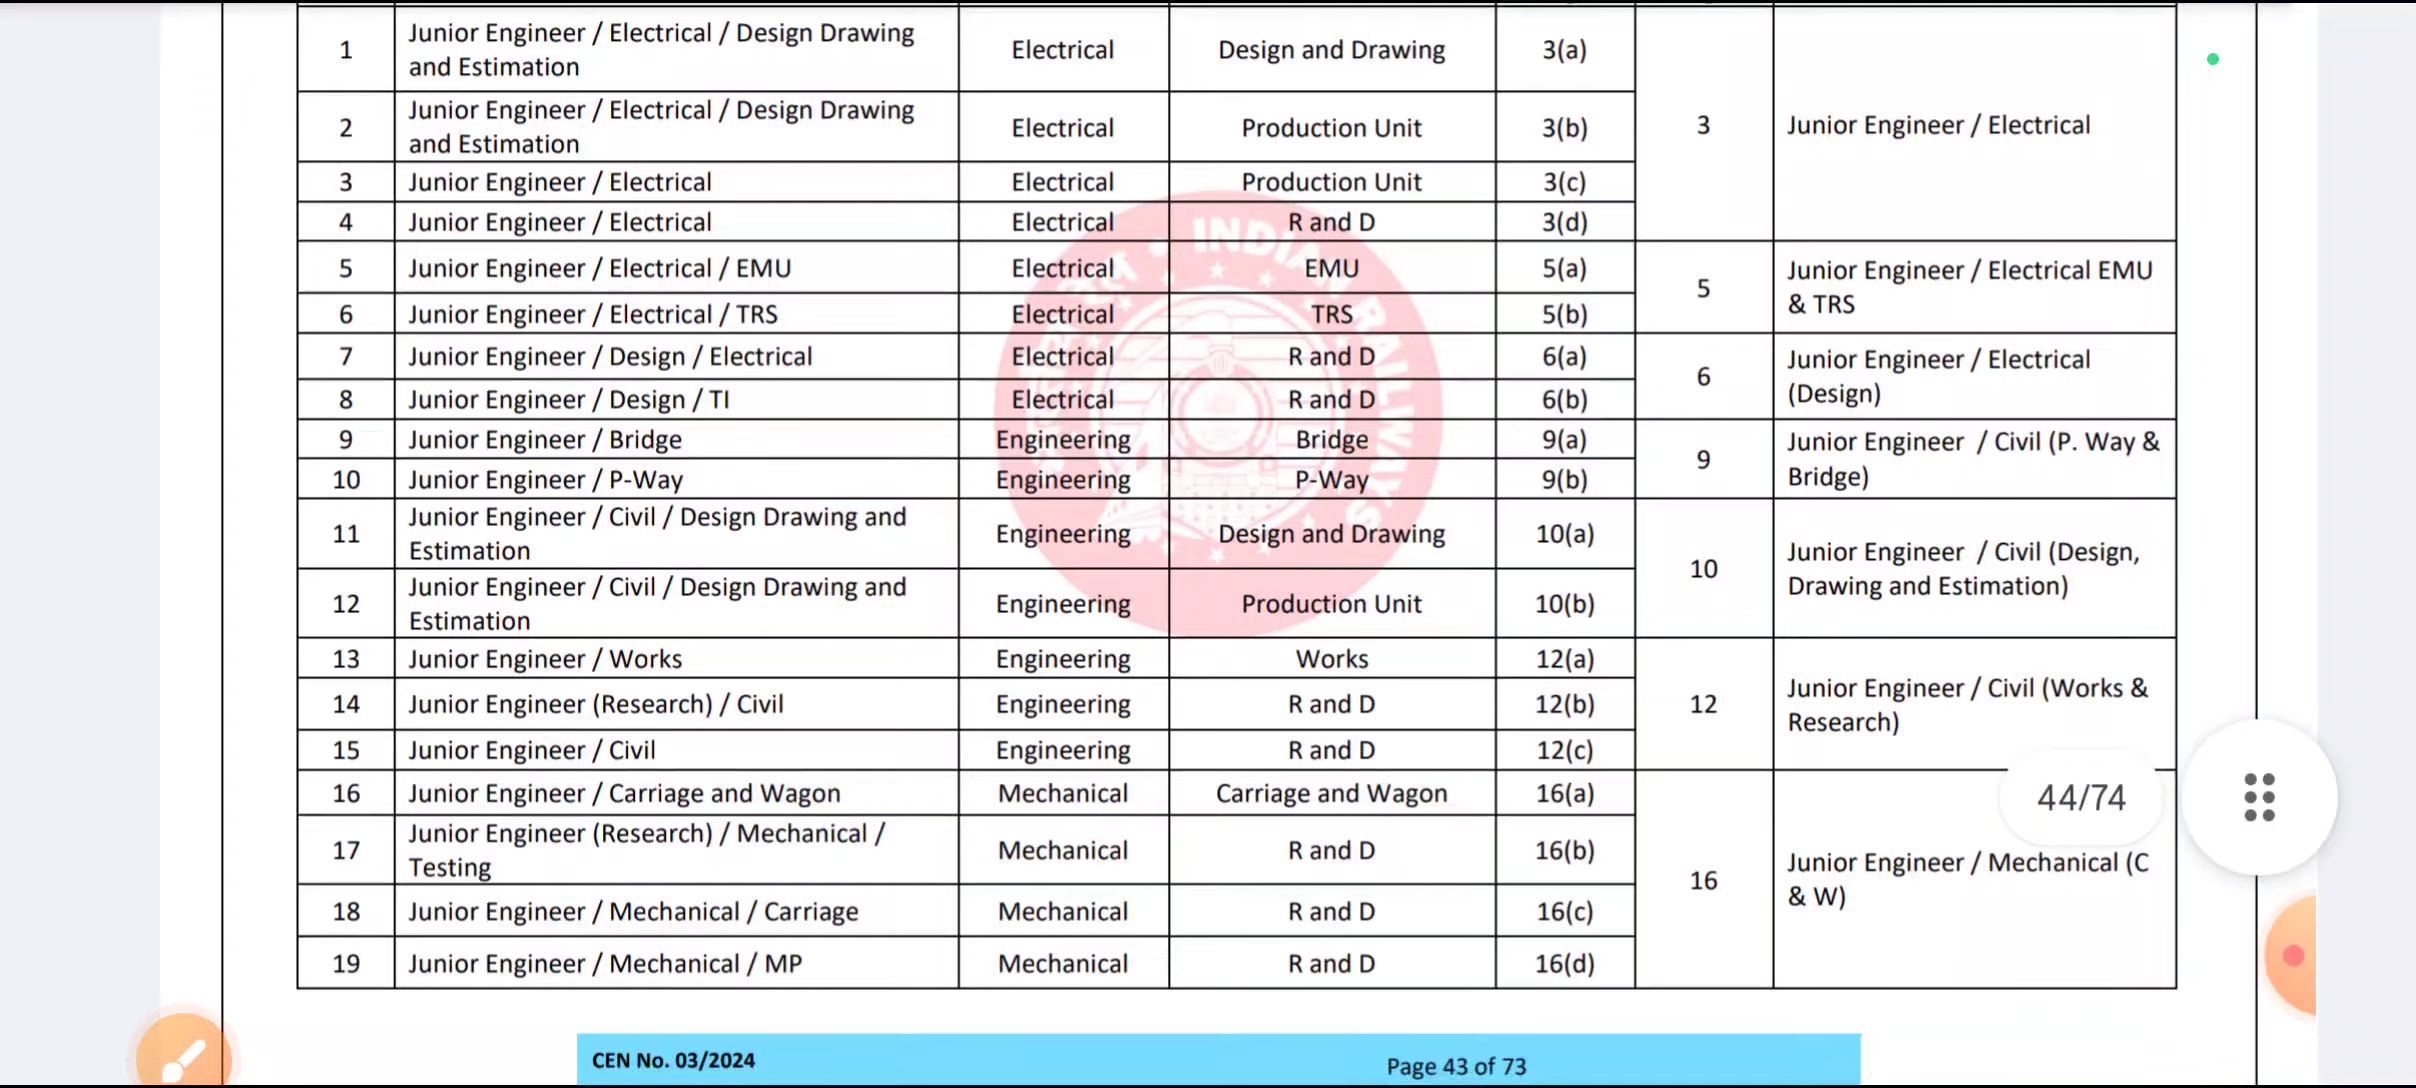 1 Junior Engineer / Electrical / Design Drawing and Estimation Electrical Design and Drawing 3(a) 3 Junior Engineer / Electrical
2 Junior Engineer / Electrical / Design Drawing and Estimation Electrical Production Unit 3(b)
3 Junior Engineer / Electrical Electrical Production Unit 3(c)
4 Junior Engineer / Electrical Electrical R and D 3(d)
5 Junior Engineer / Electrical / EMU Electrical EMU 5(a) 5 Junior Engineer / Electrical EMU & TRS
6 Junior Engineer / Electrical / TRS Electrical TRS 5(b)
7 Junior Engineer / Design / Electrical Electrical R and D 6(a) 6 Junior Engineer / Electrical (Design)
8 Junior Engineer / Design / TI Electrical R and D 6(b)
9 Junior Engineer / Bridge Engineering Bridge 9(a) 9 Junior Engineer / Civil (P. Way & Bridge)
10 Junior Engineer / P-Way Engineering P-Way 9(b)
11 Junior Engineer / Civil / Design Drawing and Estimation Engineering Design and Drawing 10(a) 10 Junior Engineer / Civil (Design, Drawing and Estimation)
12 Junior Engineer / Civil / Design Drawing and Estimation Engineering Production Unit 10(b)
13 Junior Engineer / Works Engineering Works 12(a) 12 Junior Engineer / Civil (Works & Research)
14 Junior Engineer (Research) / Civil Engineering R and D 12(b)
15 Junior Engineer / Civil Engineering R and D 12(c)
16 Junior Engineer / Carriage and Wagon Mechanical Carriage and Wagon 16(a) 16 Junior Engineer / Mechanical (C & W)
17 Junior Engineer (Research) / Mechanical / Testing Mechanical R and D 16(b)
18 Junior Engineer / Mechanical / Carriage Mechanical R and D 16(c)
19 Junior Engineer / Mechanical / MP Mechanical R and D 16(d)
INDIAN RAILWAYS
44/74
CEN No. 03/2024 Page 43 of 73